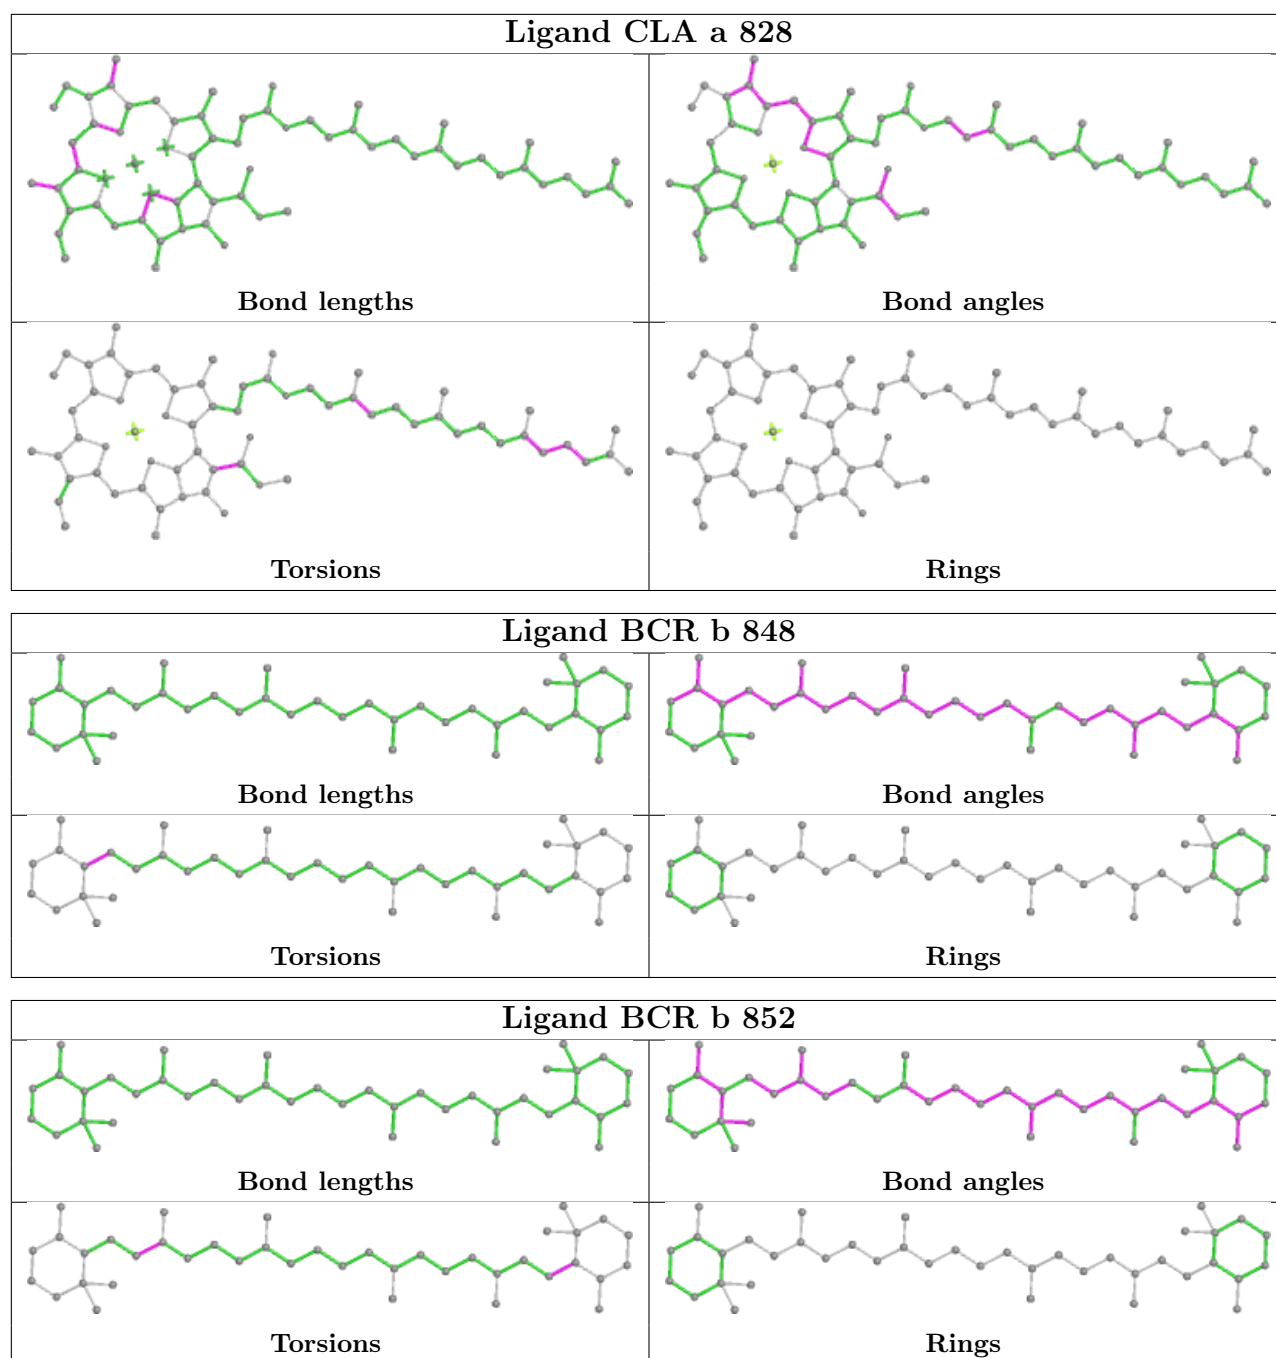 Ligand CLA a 828
Bond lengths
Bond angles
Torsions
Rings
Ligand BCR b 848
Bond lengths
Bond angles
Torsions
Rings
Ligand BCR b 852
Bond lengths
Bond angles
Torsions
Rings